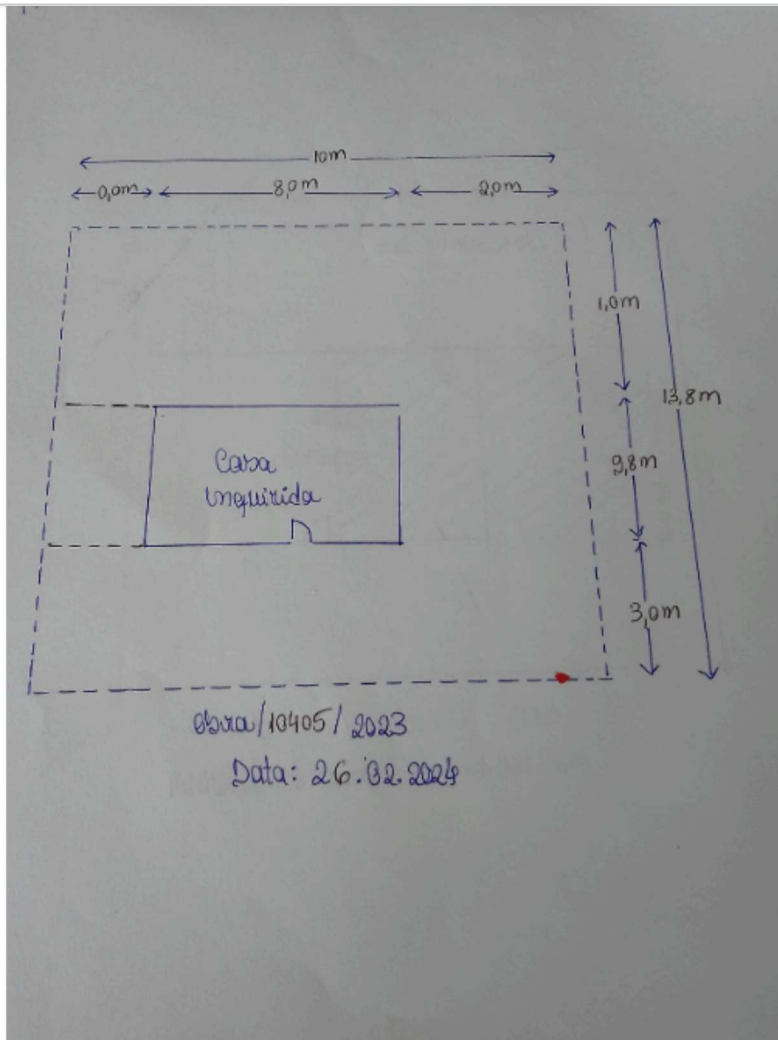 10m
0,0m 8,0m 2,0m
1,0m
13,8m
9,8m
Casa
inquirida
3,0m
Obra/10405/2023
Data: 26.02.2024